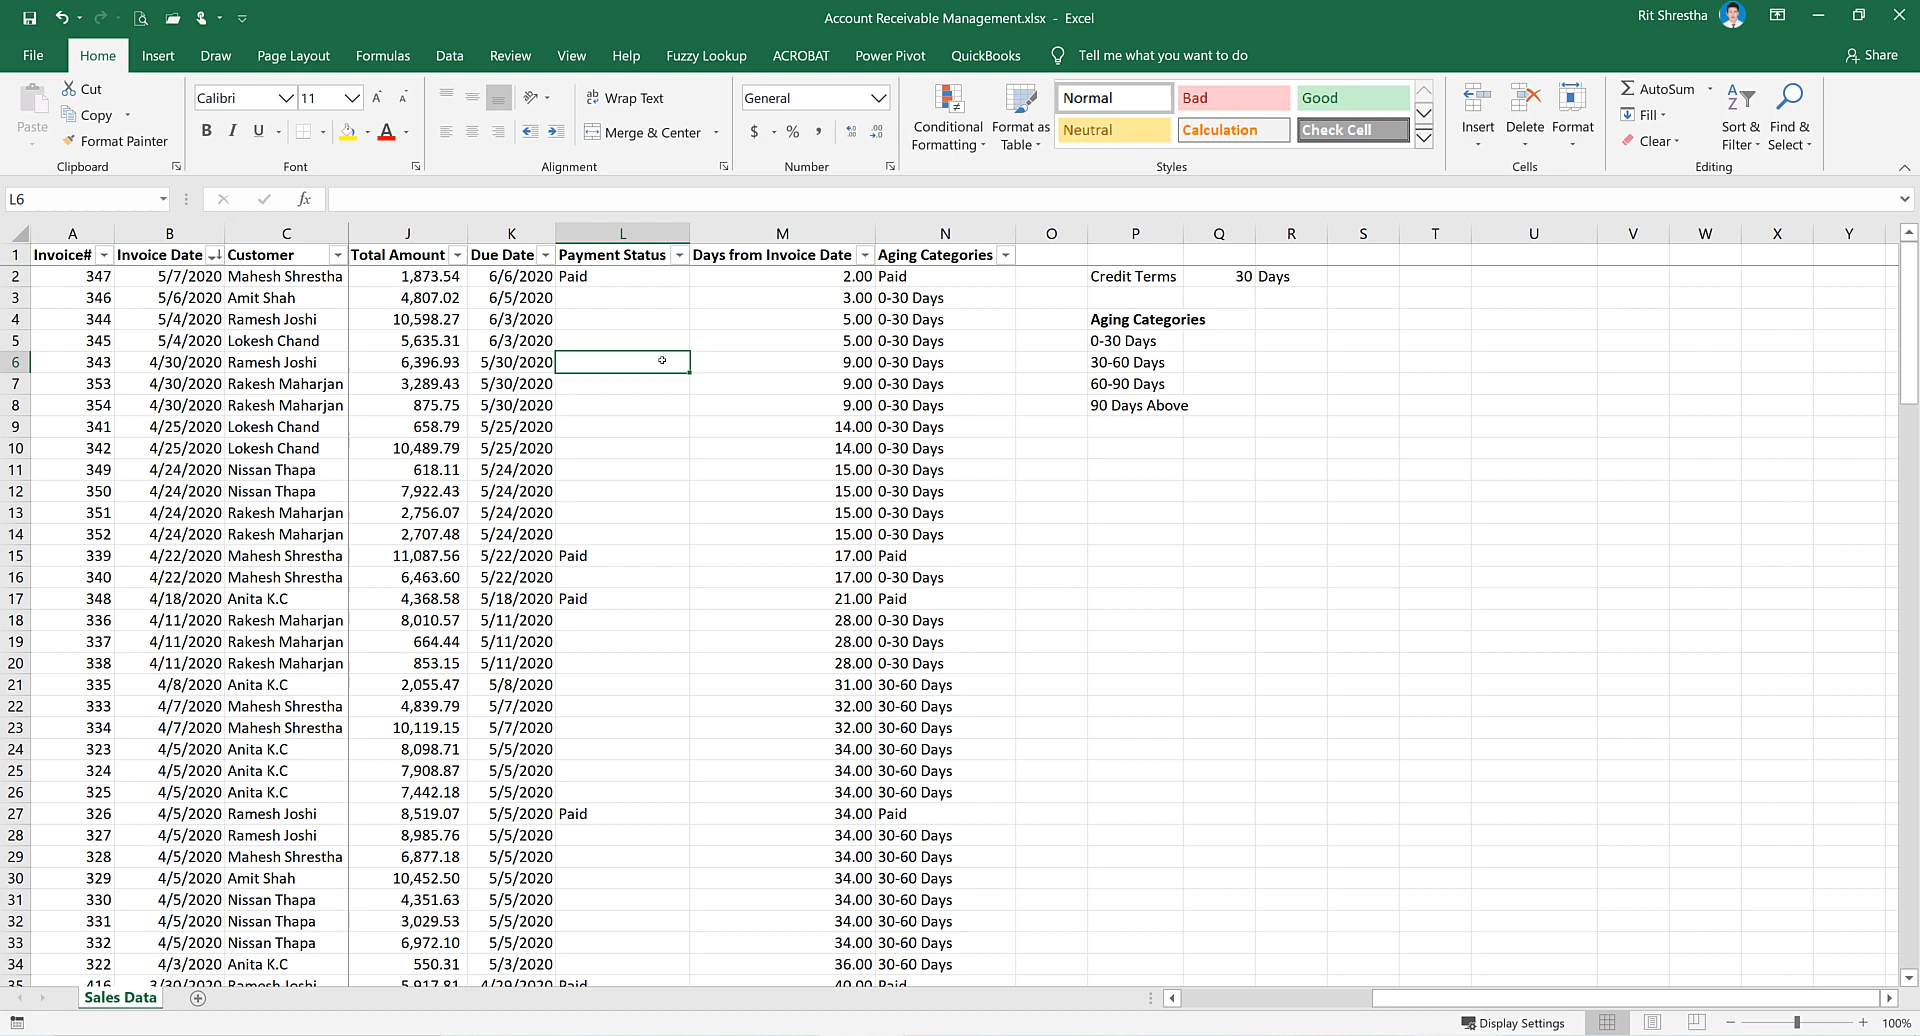 Account Receivable Management.xlsx - Excel
Rit Shrestha
File Home Insert Draw Page Layout Formulas Data Review View Help Fuzzy Lookup ACROBAT Power Pivot QuickBooks Tell me what you want to do Share
Paste
Cut
Copy
Format Painter
Clipboard
Calibri 11
B I U
Font
Wrap Text
Merge & Center
Alignment
General
$ % ,
Number
Conditional Formatting
Format as Table
Normal Bad Good
Neutral Calculation Check Cell
Styles
Insert Delete Format
Cells
AutoSum
Fill
Clear
Sort & Filter
Find & Select
Editing
L6 fx
A B C J K L M N O P Q R S T U V W X Y
1 Invoice# Invoice Date Customer Total Amount Due Date Payment Status Days from Invoice Date Aging Categories
2 347 5/7/2020 Mahesh Shrestha 1,873.54 6/6/2020 Paid 2.00 Paid Credit Terms 30 Days
3 346 5/6/2020 Amit Shah 4,807.02 6/5/2020 3.00 0-30 Days
4 344 5/4/2020 Ramesh Joshi 10,598.27 6/3/2020 5.00 0-30 Days Aging Categories
5 345 5/4/2020 Lokesh Chand 5,635.31 6/3/2020 5.00 0-30 Days 0-30 Days
6 343 4/30/2020 Ramesh Joshi 6,396.93 5/30/2020 9.00 0-30 Days 30-60 Days
7 353 4/30/2020 Rakesh Maharjan 3,289.43 5/30/2020 9.00 0-30 Days 60-90 Days
8 354 4/30/2020 Rakesh Maharjan 875.75 5/30/2020 9.00 0-30 Days 90 Days Above
9 341 4/25/2020 Lokesh Chand 658.79 5/25/2020 14.00 0-30 Days
10 342 4/25/2020 Lokesh Chand 10,489.79 5/25/2020 14.00 0-30 Days
11 349 4/24/2020 Nissan Thapa 618.11 5/24/2020 15.00 0-30 Days
12 350 4/24/2020 Nissan Thapa 7,922.43 5/24/2020 15.00 0-30 Days
13 351 4/24/2020 Rakesh Maharjan 2,756.07 5/24/2020 15.00 0-30 Days
14 352 4/24/2020 Rakesh Maharjan 2,707.48 5/24/2020 15.00 0-30 Days
15 339 4/22/2020 Mahesh Shrestha 11,087.56 5/22/2020 Paid 17.00 Paid
16 340 4/22/2020 Mahesh Shrestha 6,463.60 5/22/2020 17.00 0-30 Days
17 348 4/18/2020 Anita K.C 4,368.58 5/18/2020 Paid 21.00 Paid
18 336 4/11/2020 Rakesh Maharjan 8,010.57 5/11/2020 28.00 0-30 Days
19 337 4/11/2020 Rakesh Maharjan 664.44 5/11/2020 28.00 0-30 Days
20 338 4/11/2020 Rakesh Maharjan 853.15 5/11/2020 28.00 0-30 Days
21 335 4/8/2020 Anita K.C 2,055.47 5/8/2020 31.00 30-60 Days
22 333 4/7/2020 Mahesh Shrestha 4,839.79 5/7/2020 32.00 30-60 Days
23 334 4/7/2020 Mahesh Shrestha 10,119.15 5/7/2020 32.00 30-60 Days
24 323 4/5/2020 Anita K.C 8,098.71 5/5/2020 34.00 30-60 Days
25 324 4/5/2020 Anita K.C 7,908.87 5/5/2020 34.00 30-60 Days
26 325 4/5/2020 Anita K.C 7,442.18 5/5/2020 34.00 30-60 Days
27 326 4/5/2020 Ramesh Joshi 8,519.07 5/5/2020 Paid 34.00 Paid
28 327 4/5/2020 Ramesh Joshi 8,985.76 5/5/2020 34.00 30-60 Days
29 328 4/5/2020 Mahesh Shrestha 6,877.18 5/5/2020 34.00 30-60 Days
30 329 4/5/2020 Amit Shah 10,452.50 5/5/2020 34.00 30-60 Days
31 330 4/5/2020 Nissan Thapa 4,351.63 5/5/2020 34.00 30-60 Days
32 331 4/5/2020 Nissan Thapa 3,029.53 5/5/2020 34.00 30-60 Days
33 332 4/5/2020 Nissan Thapa 6,972.10 5/5/2020 34.00 30-60 Days
34 322 4/3/2020 Anita K.C 550.31 5/3/2020 36.00 30-60 Days
35 416 3/30/2020 Ramesh Joshi 5,917.81 4/29/2020 Paid 40.00 Paid
Sales Data
Display Settings 100%